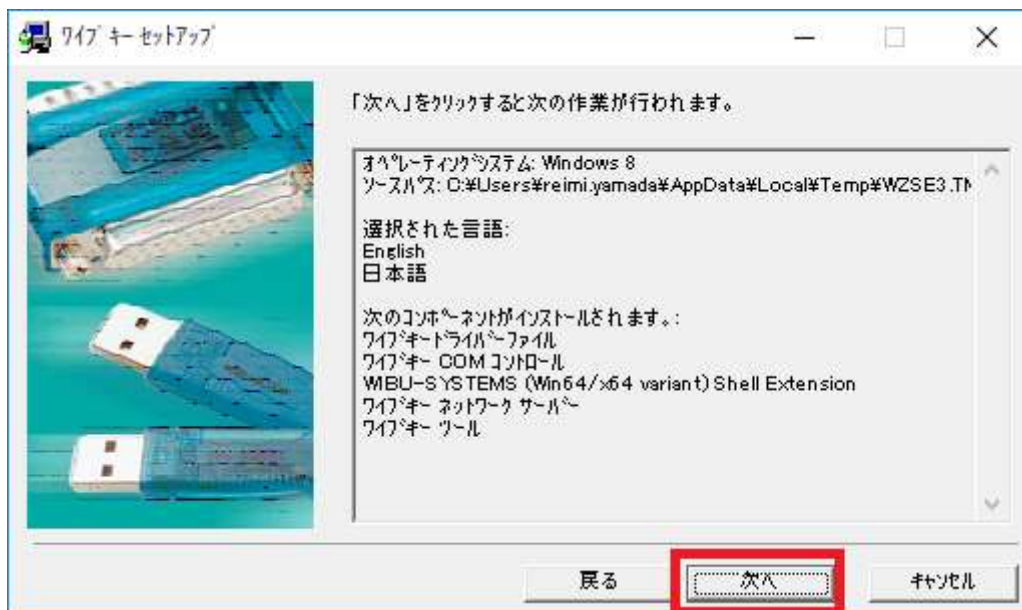 ワイブ キー セットアップ
「次へ」をクリックすると次の作業が行われます。
オペレーティングシステム: Windows 8
ソースパス: C:¥Users¥reimi.yamada¥AppData¥Local¥Temp¥WZSE3.TM
選択された言語:
English
日本語
次のコンポーネントがインストールされます。:
ワイブキードライバーファイル
ワイブキー COM コントロール
WIBU-SYSTEMS (Win64/x64 variant) Shell Extension
ワイブキー ネットワーク サーバー
ワイブキー ツール
戻る
次へ
キャンセル